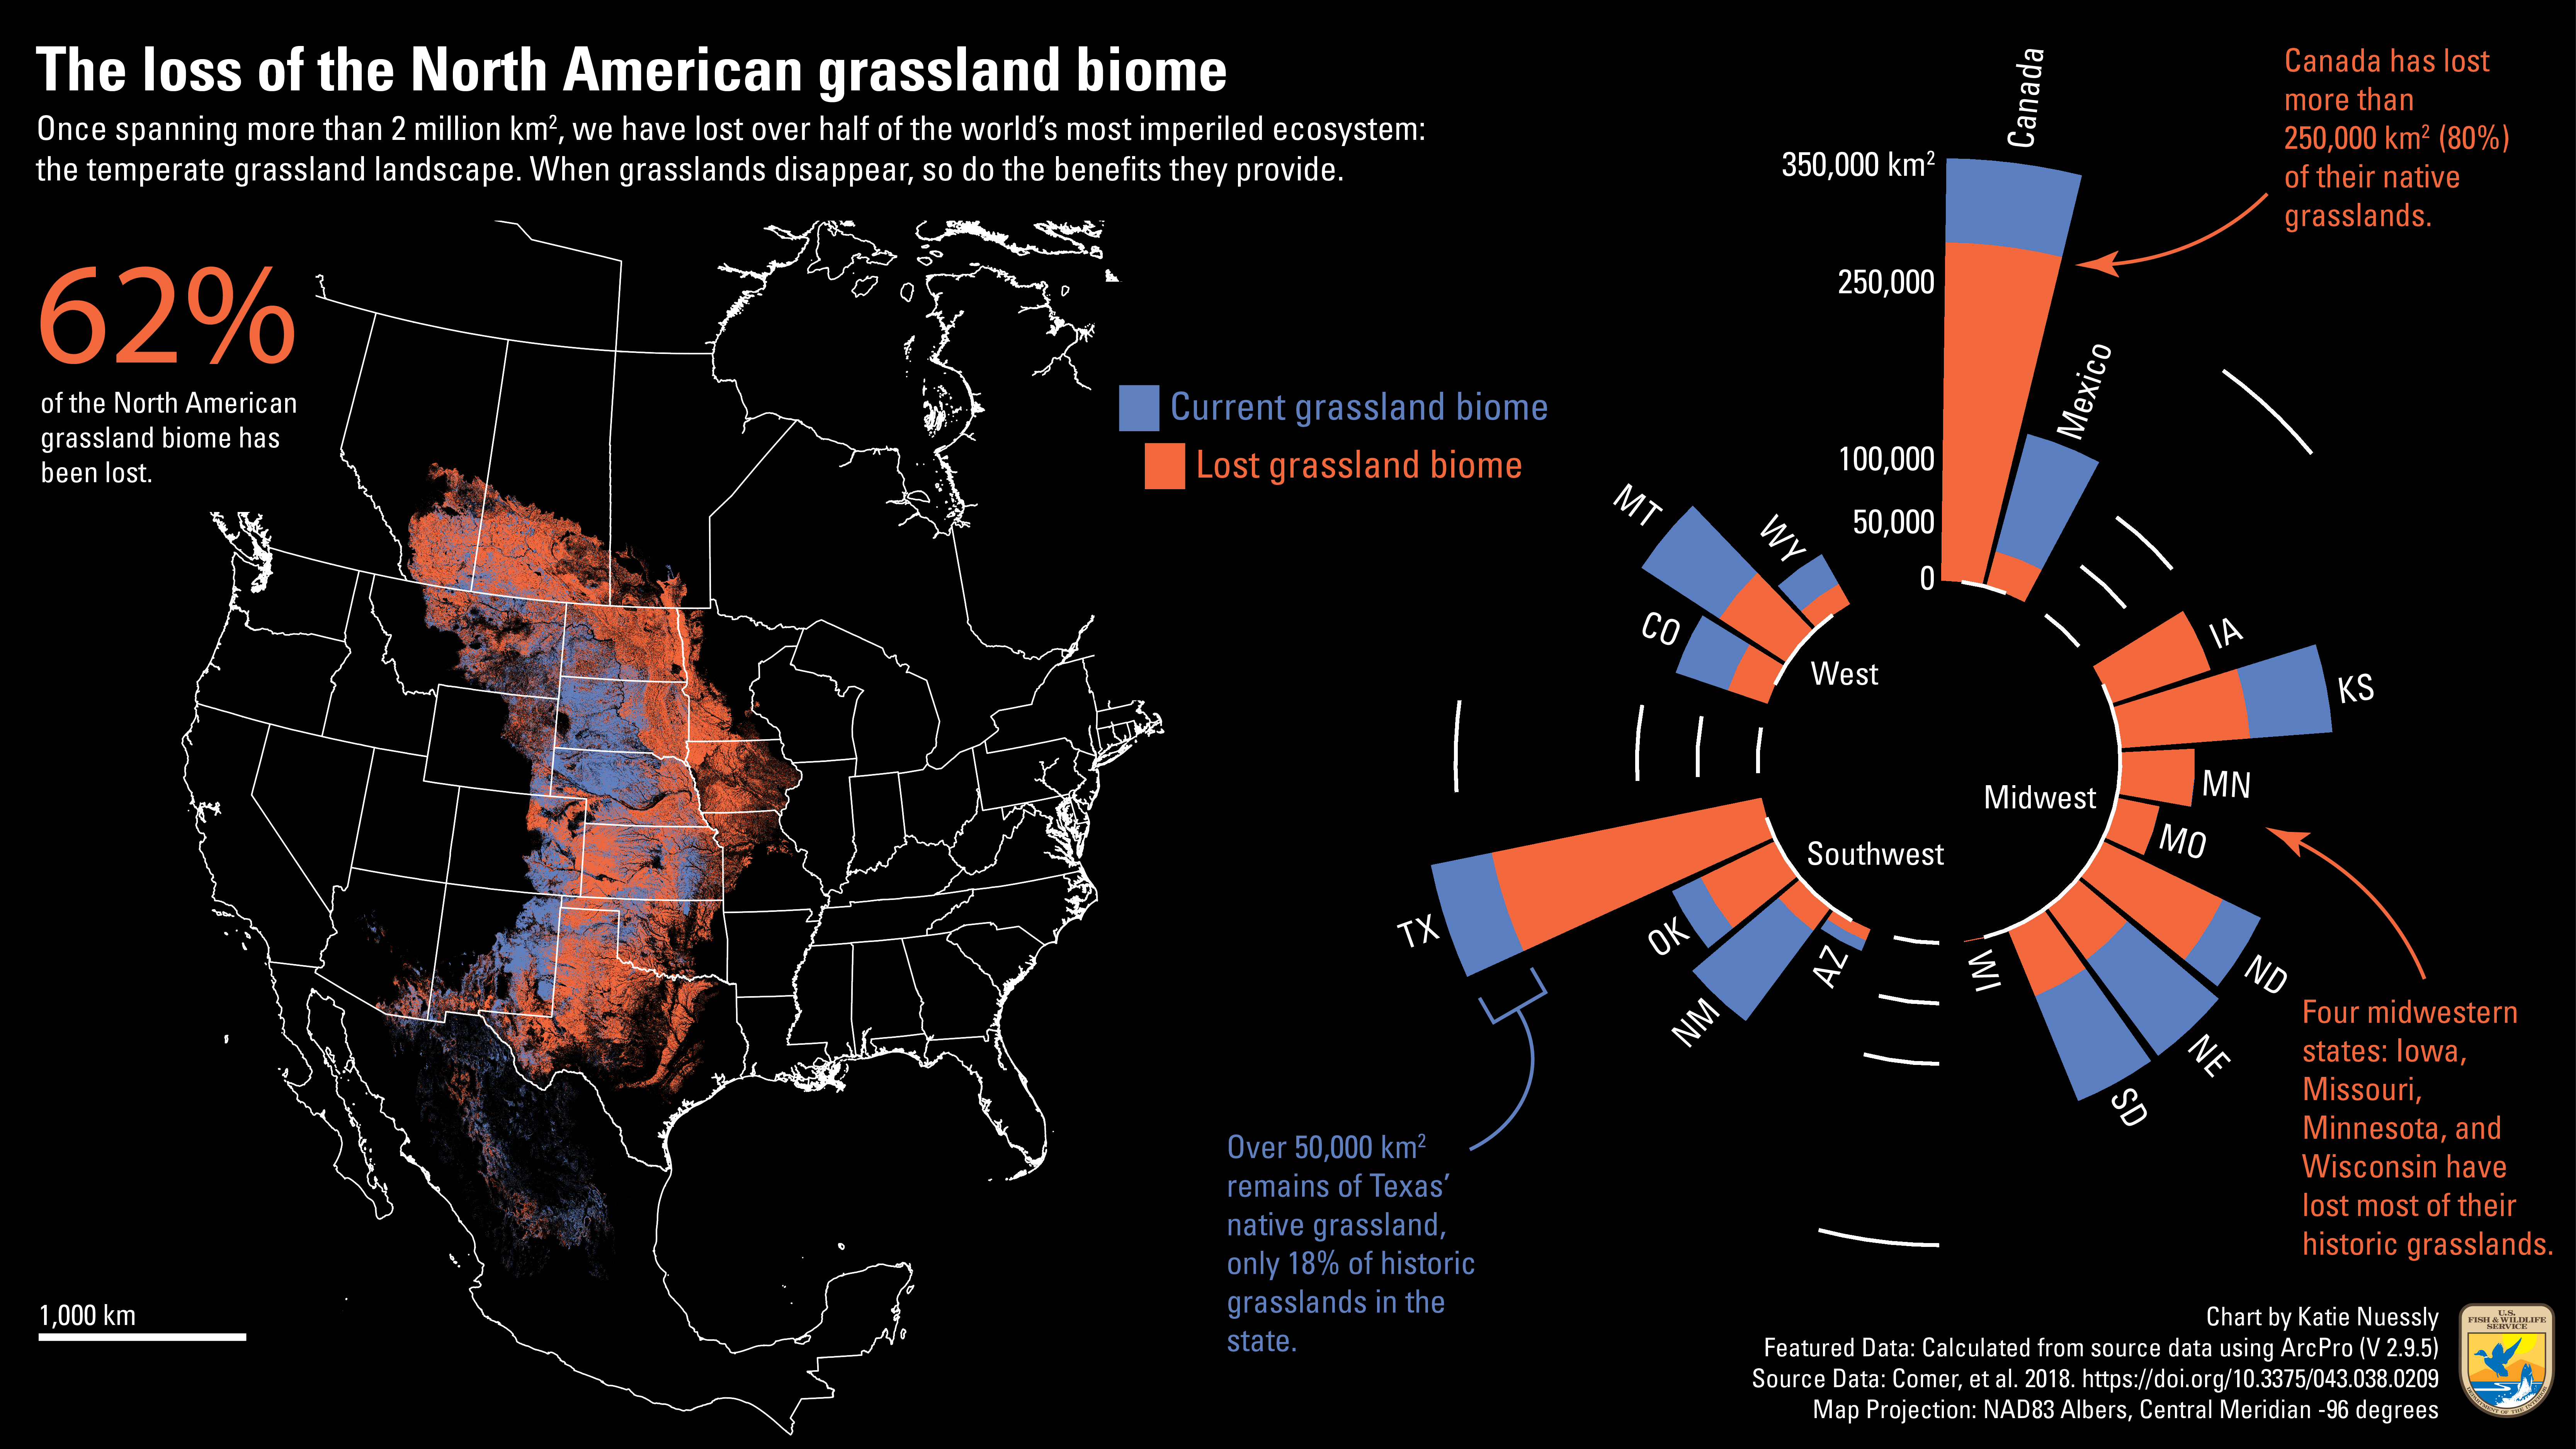 The loss of the North American grassland biome
Once spanning more than 2 million km², we have lost over half of the world's most imperiled ecosystem:
the temperate grassland landscape. When grasslands disappear, so do the benefits they provide.
62%
of the North American
grassland biome has
been lost.
1,000 km
Current grassland biome
Lost grassland biome
Canada
350,000 km²
250,000
100,000
50,000
0
Mexico
Canada has lost
more than
250,000 km² (80%)
of their native
grasslands.
MT
WY
CO
West
IA
KS
MN
MO
ND
NE
SD
WI
Midwest
Southwest
TX
OK
NM
AZ
Over 50,000 km²
remains of Texas'
native grassland,
only 18% of historic
grasslands in the
state.
Four midwestern
states: Iowa,
Missouri,
Minnesota, and
Wisconsin have
lost most of their
historic grasslands.
Chart by Katie Nuessly
Featured Data: Calculated from source data using ArcPro (V 2.9.5)
Source Data: Comer, et al. 2018. https://doi.org/10.3375/043.038.0209
Map Projection: NAD83 Albers, Central Meridian -96 degrees
U.S.
FISH & WILDLIFE
SERVICE